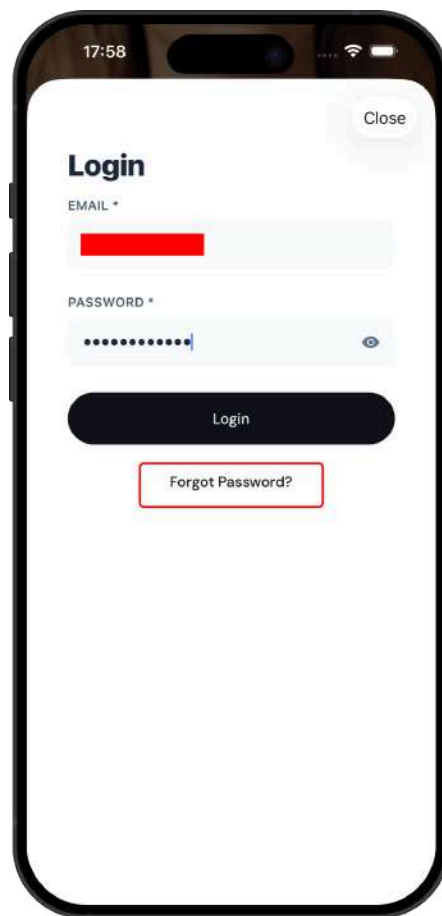 17:58
Close
Login
EMAIL *
PASSWORD *
••••••••••••
Login
Forgot Password?